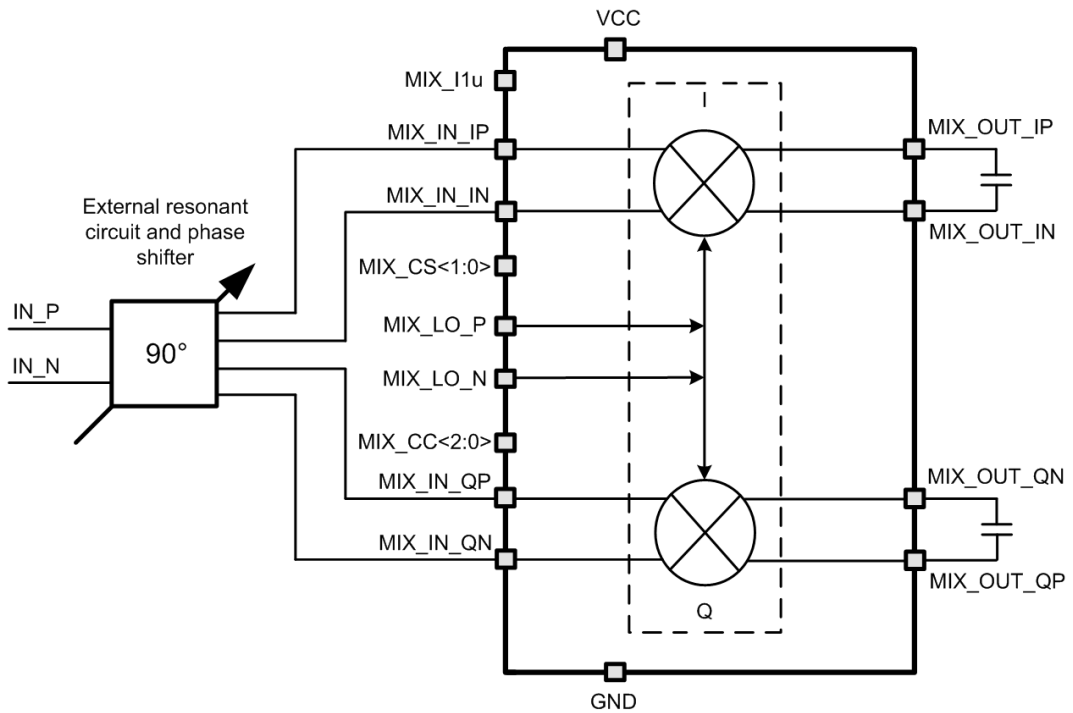 VCC
MIX_I1u
I
MIX_IN_IP
MIX_OUT_IP
MIX_IN_IN
MIX_OUT_IN
External resonant
circuit and phase
shifter
MIX_CS<1:0>
IN_P
MIX_LO_P
90°
IN_N
MIX_LO_N
MIX_CC<2:0>
MIX_IN_QP
MIX_OUT_QN
MIX_IN_QN
MIX_OUT_QP
Q
GND